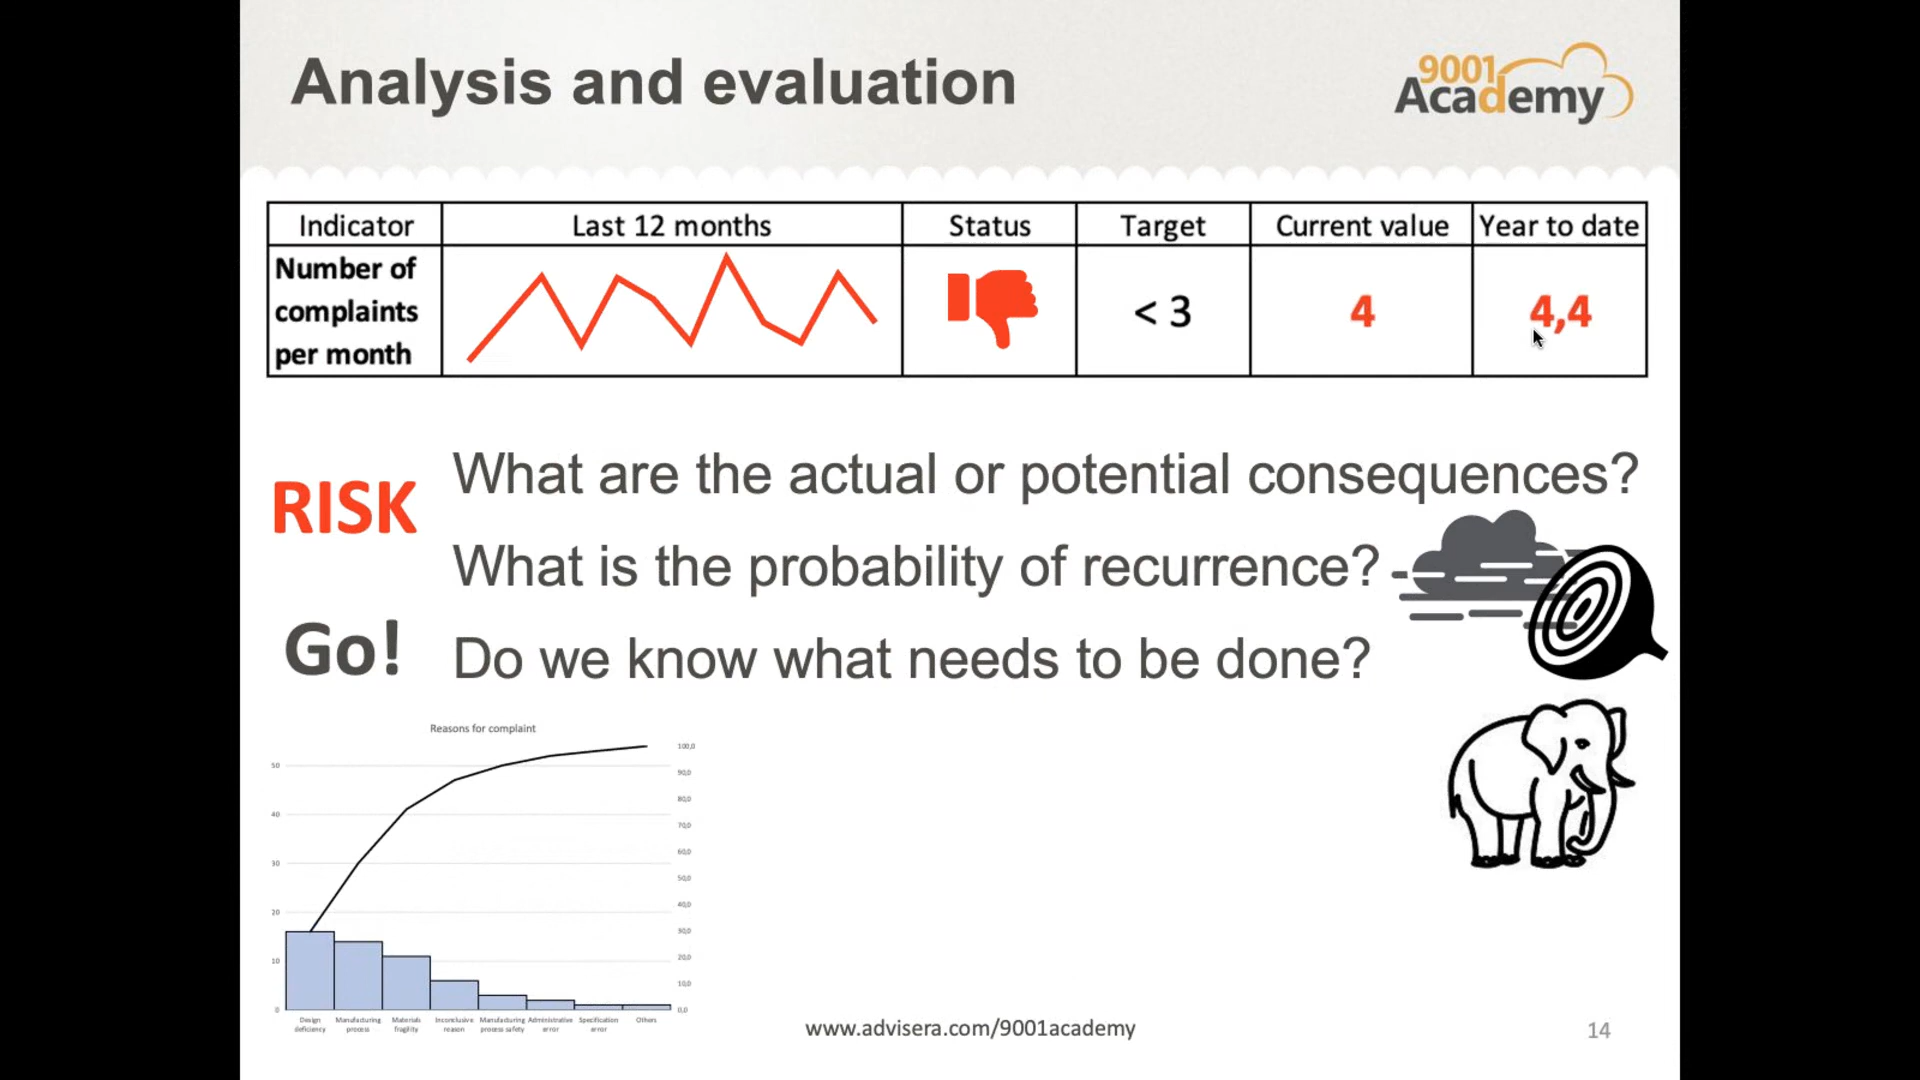 Analysis and evaluation
9001
Academy
Indicator Last 12 months Status Target Current value Year to date
Number of
complaints
per month
< 3 4 4,4
What are the actual or potential consequences?
RISK
What is the probability of recurrence?
Go! Do we know what needs to be done?
Reasons for complaint
50
40
30
20
10
0
100,0
90,0
80,0
70,0
60,0
50,0
40,0
30,0
20,0
10,0
0,0
Design
deficiency
Manufacturing
process
Materials
fragility
Inconclusive
reason
Manufacturing
process safety
Administrative
error
Specification
error
Others
www.advisera.com/9001academy
14